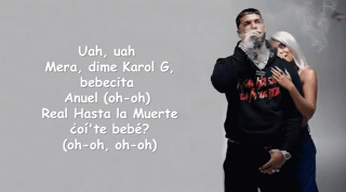 Uah, uah
Mera, dime Karol G,
bebecita
Anuel (oh-oh)
Real Hasta la Muerte
¿oí'te bebé?
(oh-oh, oh-oh)